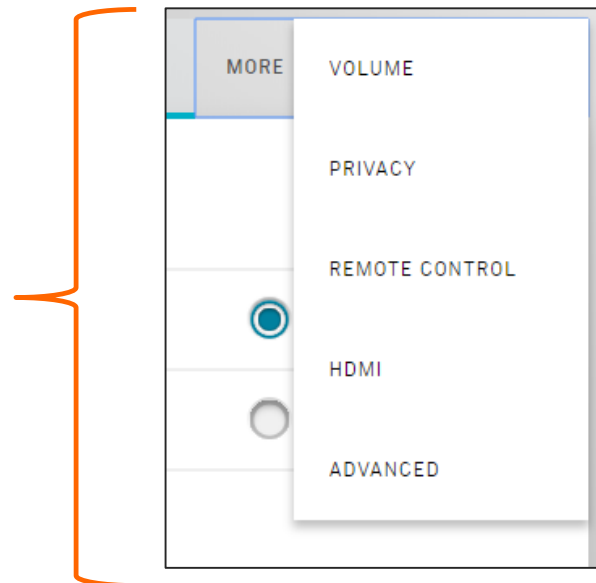 MORE
VOLUME
PRIVACY
REMOTE CONTROL
HDMI
ADVANCED